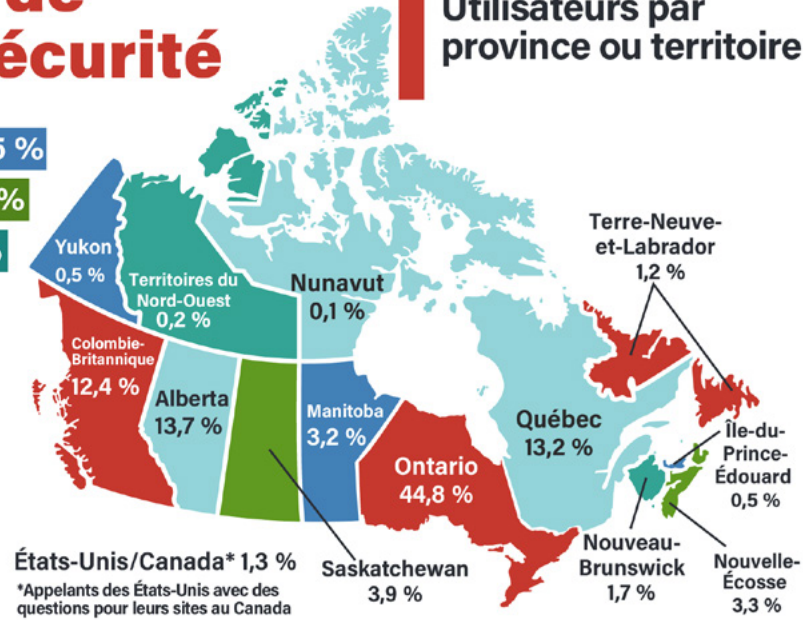 de
écurité
Utilisateurs par
province ou territoire
5 %
%
Yukon
0,5 %
Territoires du
Nord-Ouest
0,2 %
Nunavut
0,1 %
Terre-Neuve-
et-Labrador
1,2 %
Colombie-
Britannique
12,4 %
Alberta
13,7 %
Manitoba
3,2 %
Ontario
44,8 %
Québec
13,2 %
Île-du-
Prince-
Édouard
0,5 %
États-Unis/Canada* 1,3 %
*Appelants des États-Unis avec des
questions pour leurs sites au Canada
Saskatchewan
3,9 %
Nouveau-
Brunswick
1,7 %
Nouvelle-
Écosse
3,3 %